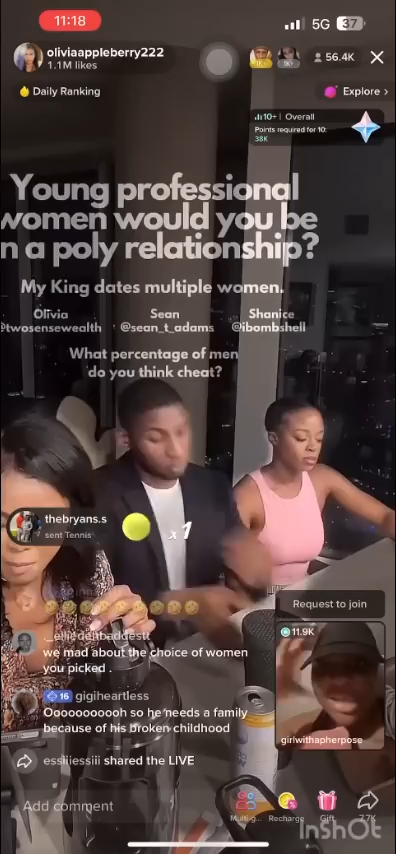 11:18
5G 37
oliviaappleberry222
1.1M likes
56.4K
Daily Ranking
Explore >
10+ | Overall
Points required for 10:
38K
Young professional
women would you be
n a poly relationship?
My King dates multiple women.
Olivia Sean Shanice
@twosensewealth @sean_t_adams @ibombshell
What percentage of men
do you think cheat?
thebryans.s
sent Tennis
x1
Request to join
11.9K
we mad about the choice of women
you picked .
16 gigiheartless
Ooooooooooh so he needs a family
because of his broken childhood
girlwithapherpose
essiiiessiii shared the LIVE
Add comment
Multi-g... Recharge Gift 7.7K
InShOt